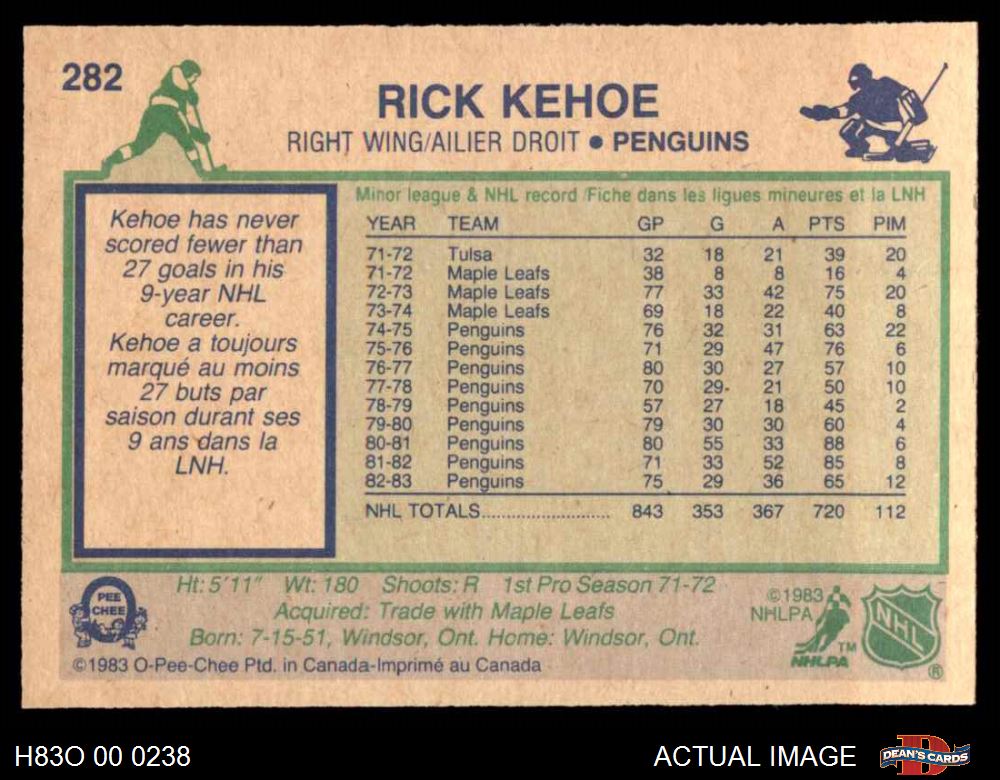 282
RICK KEHOE
RIGHT WING/AILIER DROIT • PENGUINS
Kehoe has never
scored fewer than
27 goals in his
9-year NHL
career.
Kehoe a toujours
marqué au moins
27 buts par
saison durant ses
9 ans dans la
LNH.
Minor league & NHL record /Fiche dans les ligues mineures et la LNH
YEAR TEAM GP G A PTS PIM
71-72 Tulsa 32 18 21 39 20
71-72 Maple Leafs 38 8 8 16 4
72-73 Maple Leafs 77 33 42 75 20
73-74 Maple Leafs 69 18 22 40 8
74-75 Penguins 76 32 31 63 22
75-76 Penguins 71 29 47 76 6
76-77 Penguins 80 30 27 57 10
77-78 Penguins 70 29 21 50 10
78-79 Penguins 57 27 18 45 2
79-80 Penguins 79 30 30 60 4
80-81 Penguins 80 55 33 88 6
81-82 Penguins 71 33 52 85 8
82-83 Penguins 75 29 36 65 12
NHL TOTALS.......................... 843 353 367 720 112
PEE
CHEE
Ht: 5'11" Wt: 180 Shoots: R 1st Pro Season 71-72
Acquired: Trade with Maple Leafs
Born: 7-15-51, Windsor, Ont. Home: Windsor, Ont.
©1983 O-Pee-Chee Ptd. in Canada-Imprimé au Canada
©1983
NHLPA
TM
NHLPA
NHL
®
H83O 00 0238
ACTUAL IMAGE
DEAN'S CARDS